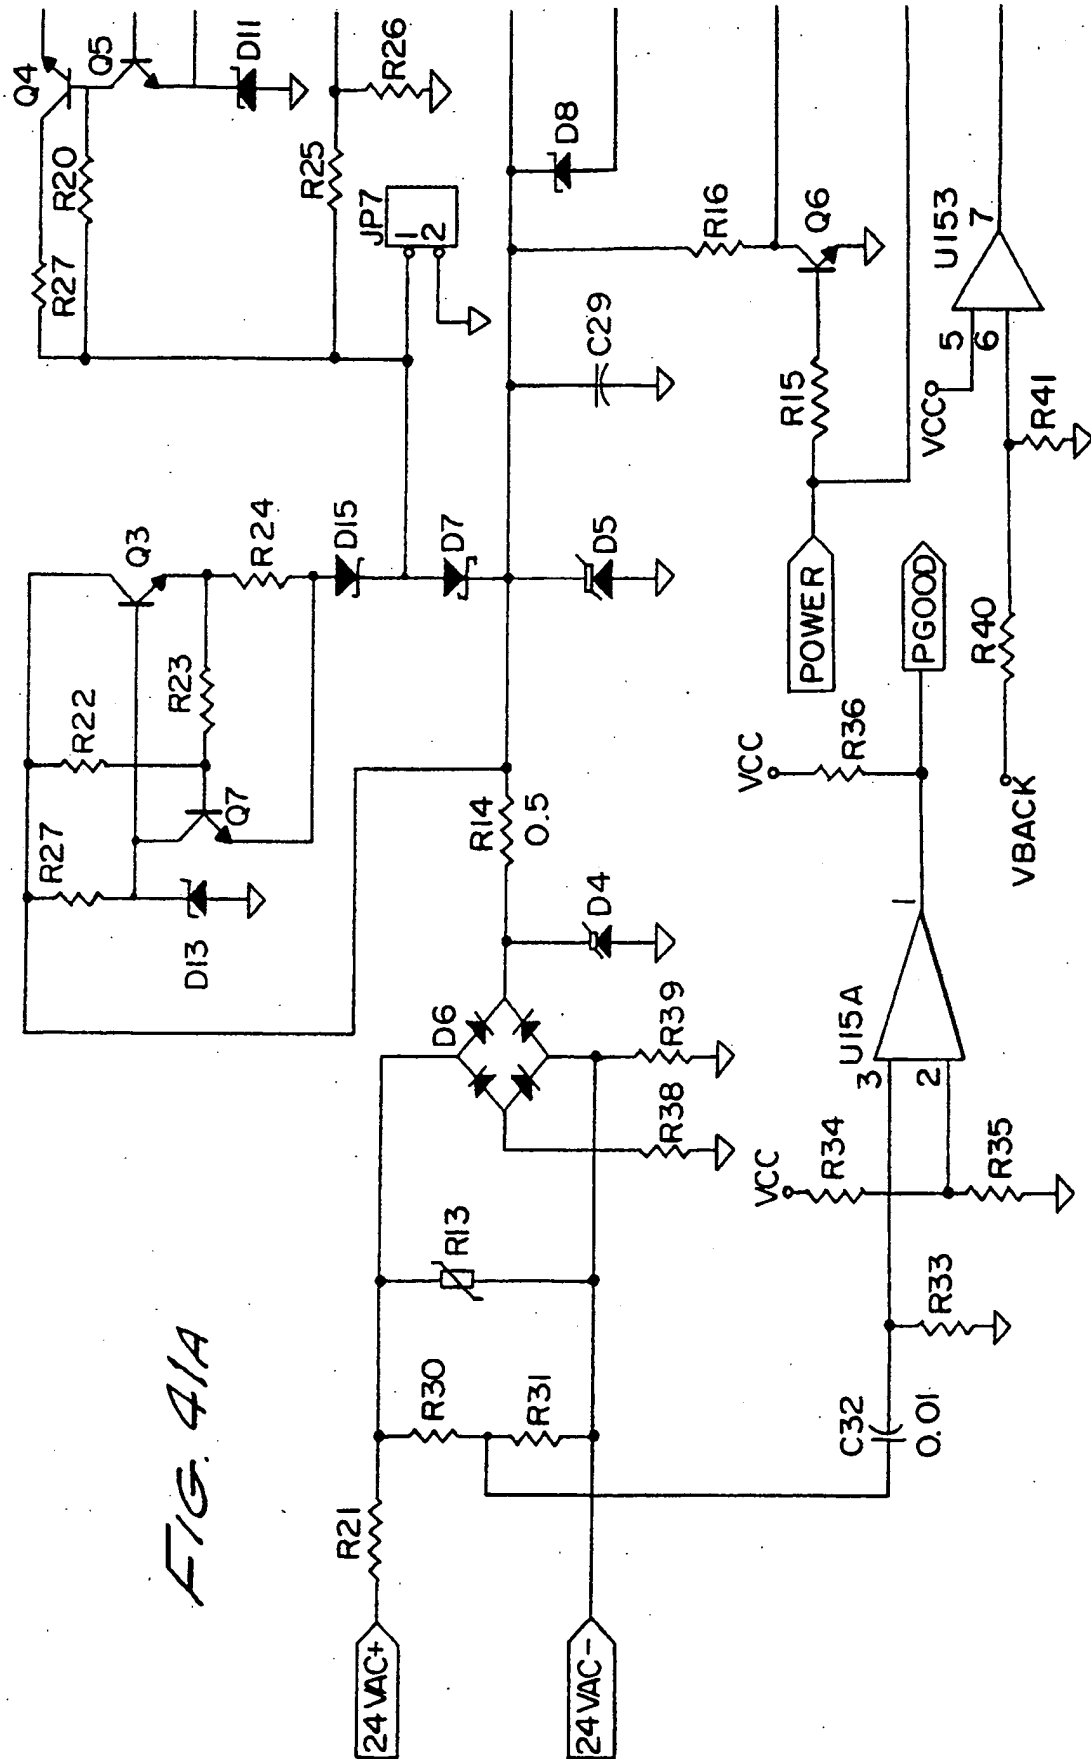 FIG. 41A
24VAC+
24VAC-
R21
R30
R31
R13
D6
R38
R39
D4
R14
0.5
R27
D13
R22
Q7
R23
Q3
R24
D15
D7
D5
C29
JP7
1
2
R27
R20
Q4
Q5
D11
R25
R26
D8
R16
Q6
R15
POWER
C32
0.01
R33
VCC
R34
R35
3
2
U15A
1
VCC
R36
PGOOD
VBACK
R40
R41
VCC
5
6
U153
7